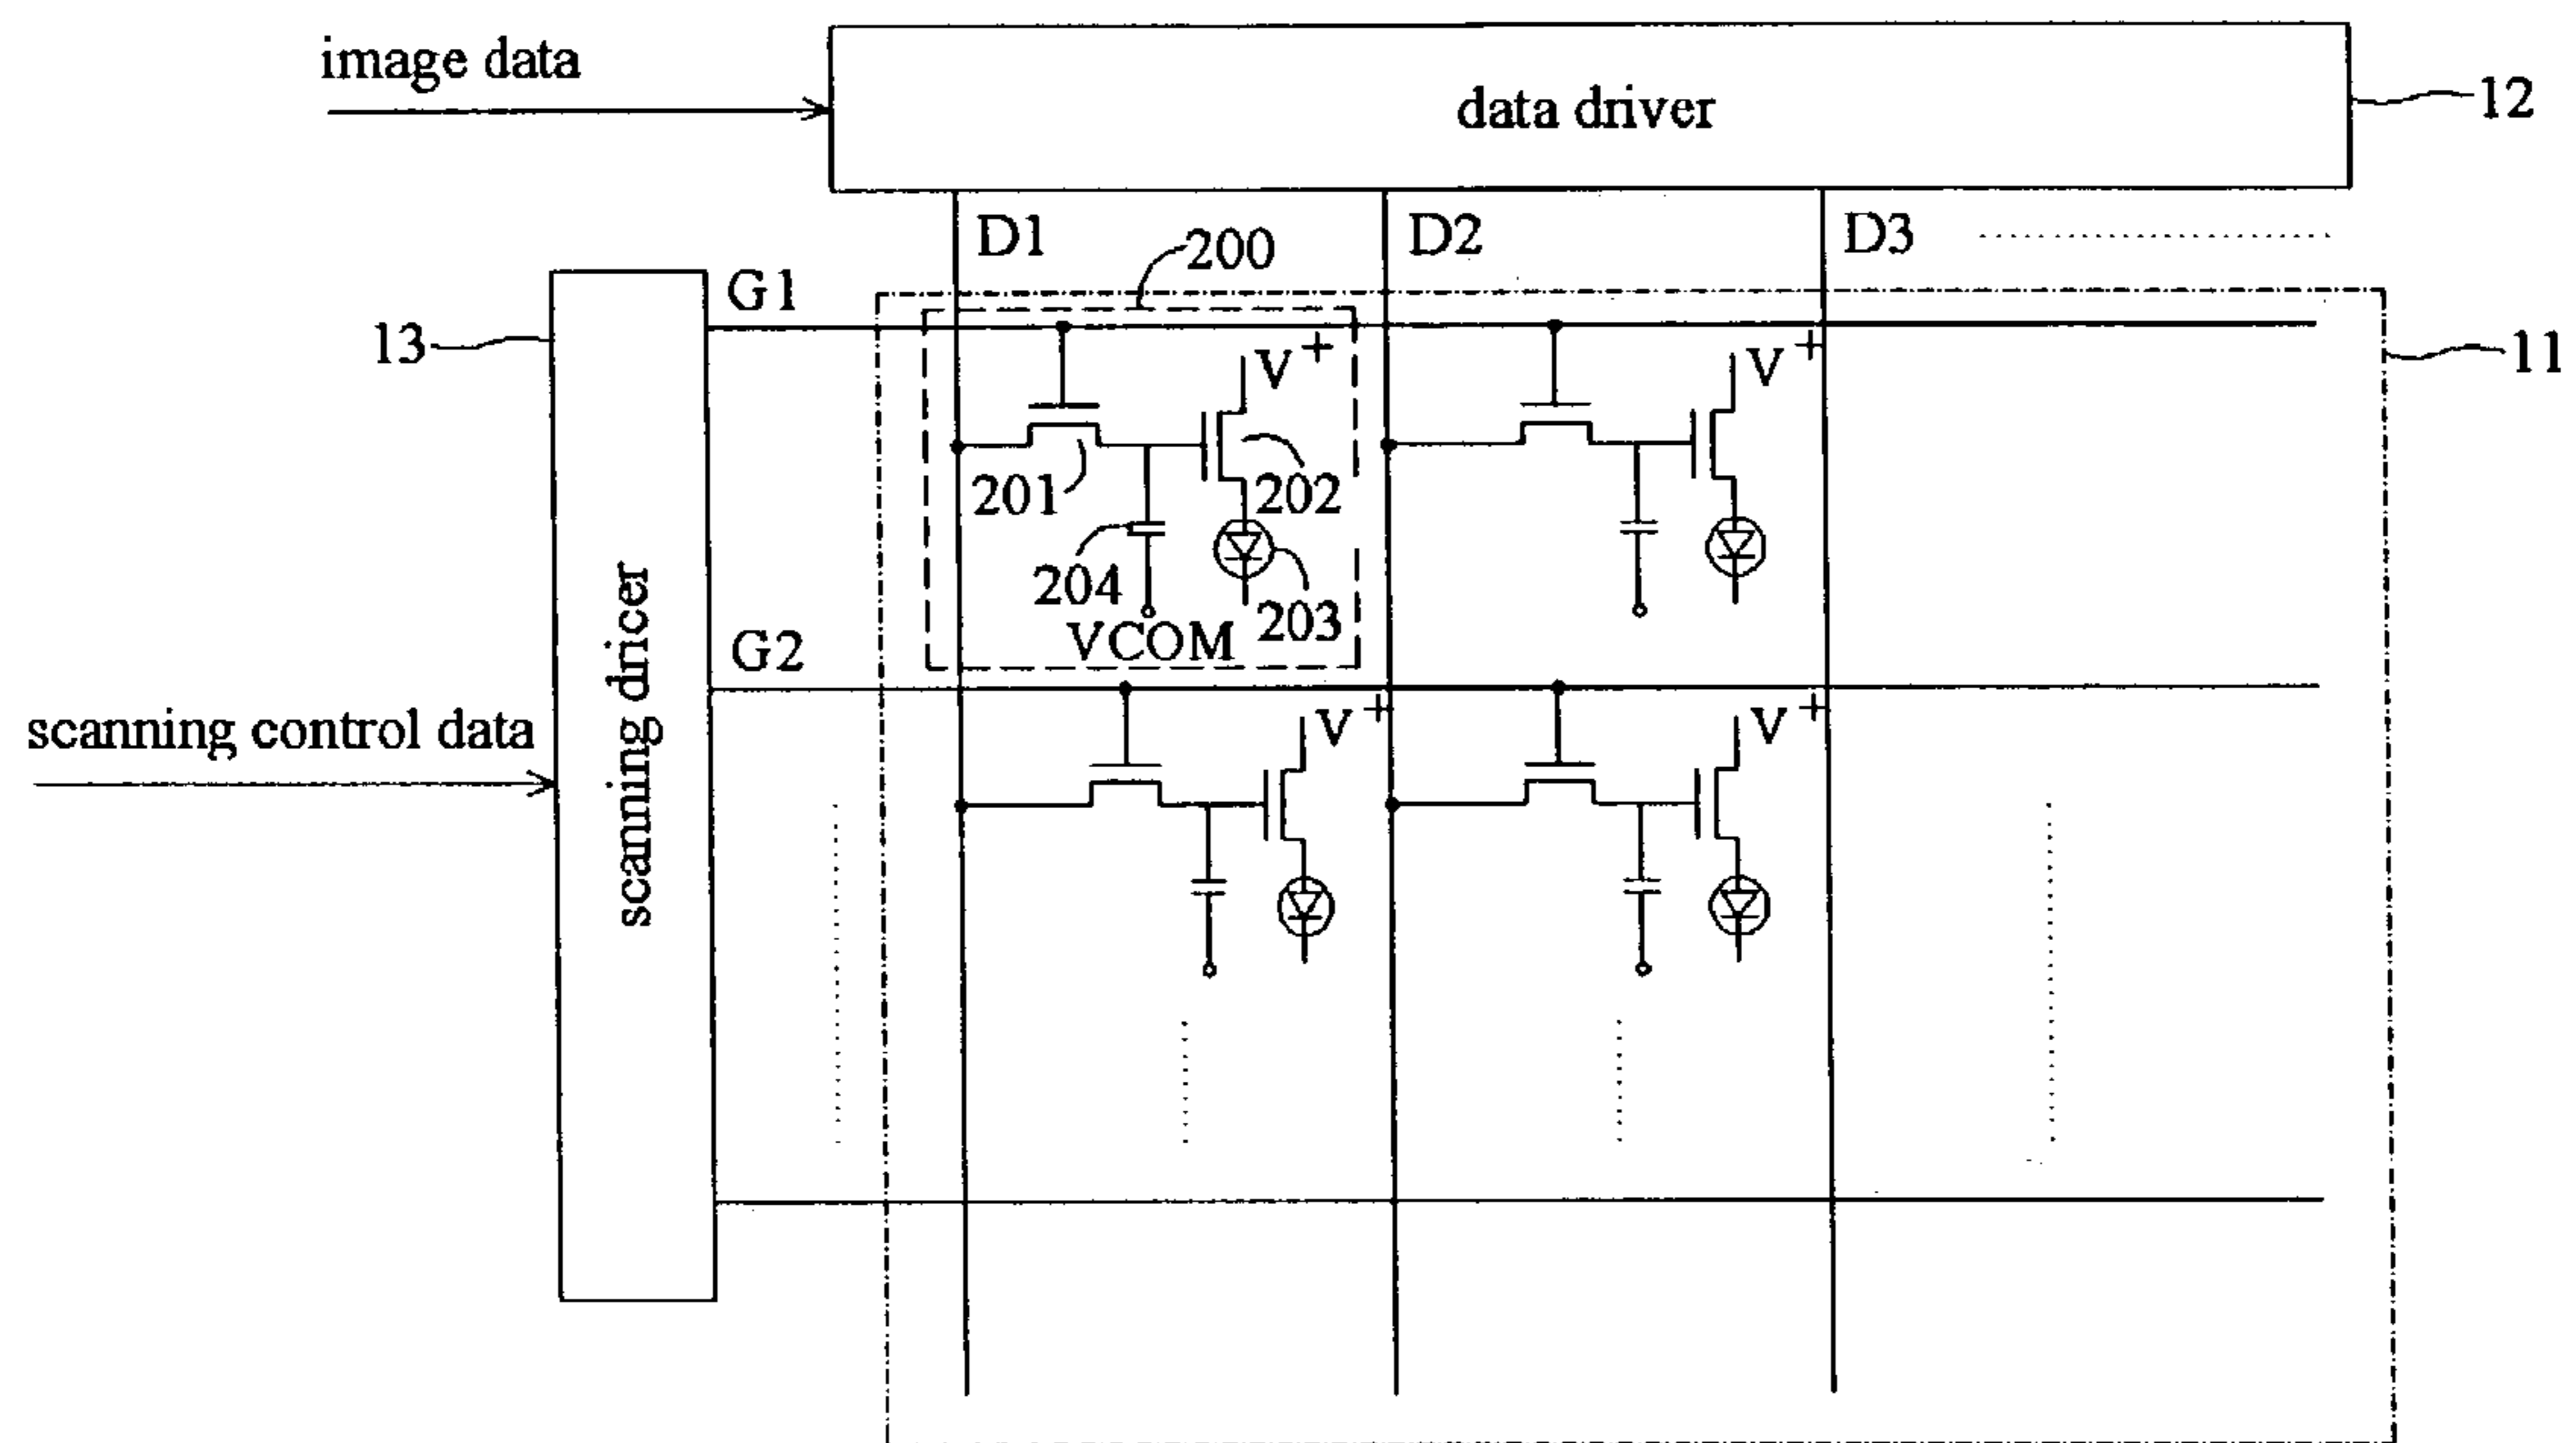 image data
data driver
12
D1
D2
D3
200
G1
13
V+
V+
11
201
202
204
203
VCOM
G2
scanning dricer
scanning control data
V+
V+